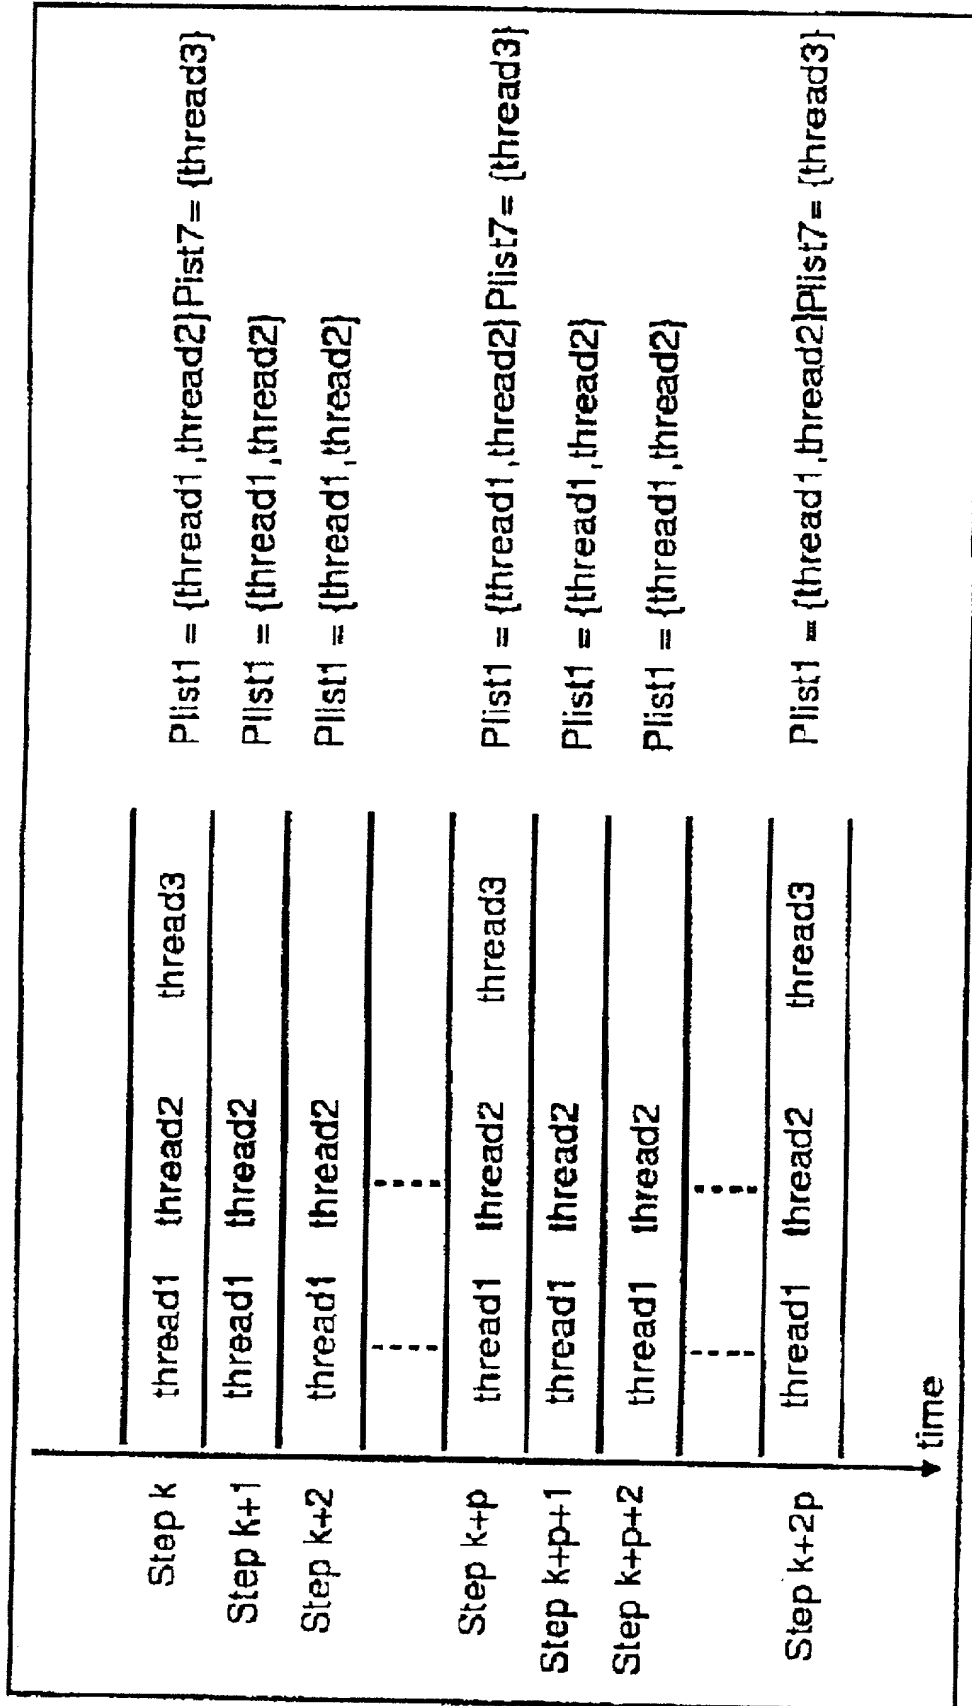 Step k thread1 thread2 thread3 Plist1 = {thread1,thread2} Pist7= {thread3}
Step k+1 thread1 thread2 Plist1 = {thread1,thread2}
Step k+2 thread1 thread2 Plist1 = {thread1,thread2}
Step k+p thread1 thread2 thread3 Plist1 = {thread1,thread2} Plist7= {thread3}
Step k+p+1 thread1 thread2 Plist1 = {thread1,thread2}
Step k+p+2 thread1 thread2 Plist1 = {thread1,thread2}
Step k+2p thread1 thread2 thread3 Plist1 = {thread1,thread2} Plist7= {thread3}
time